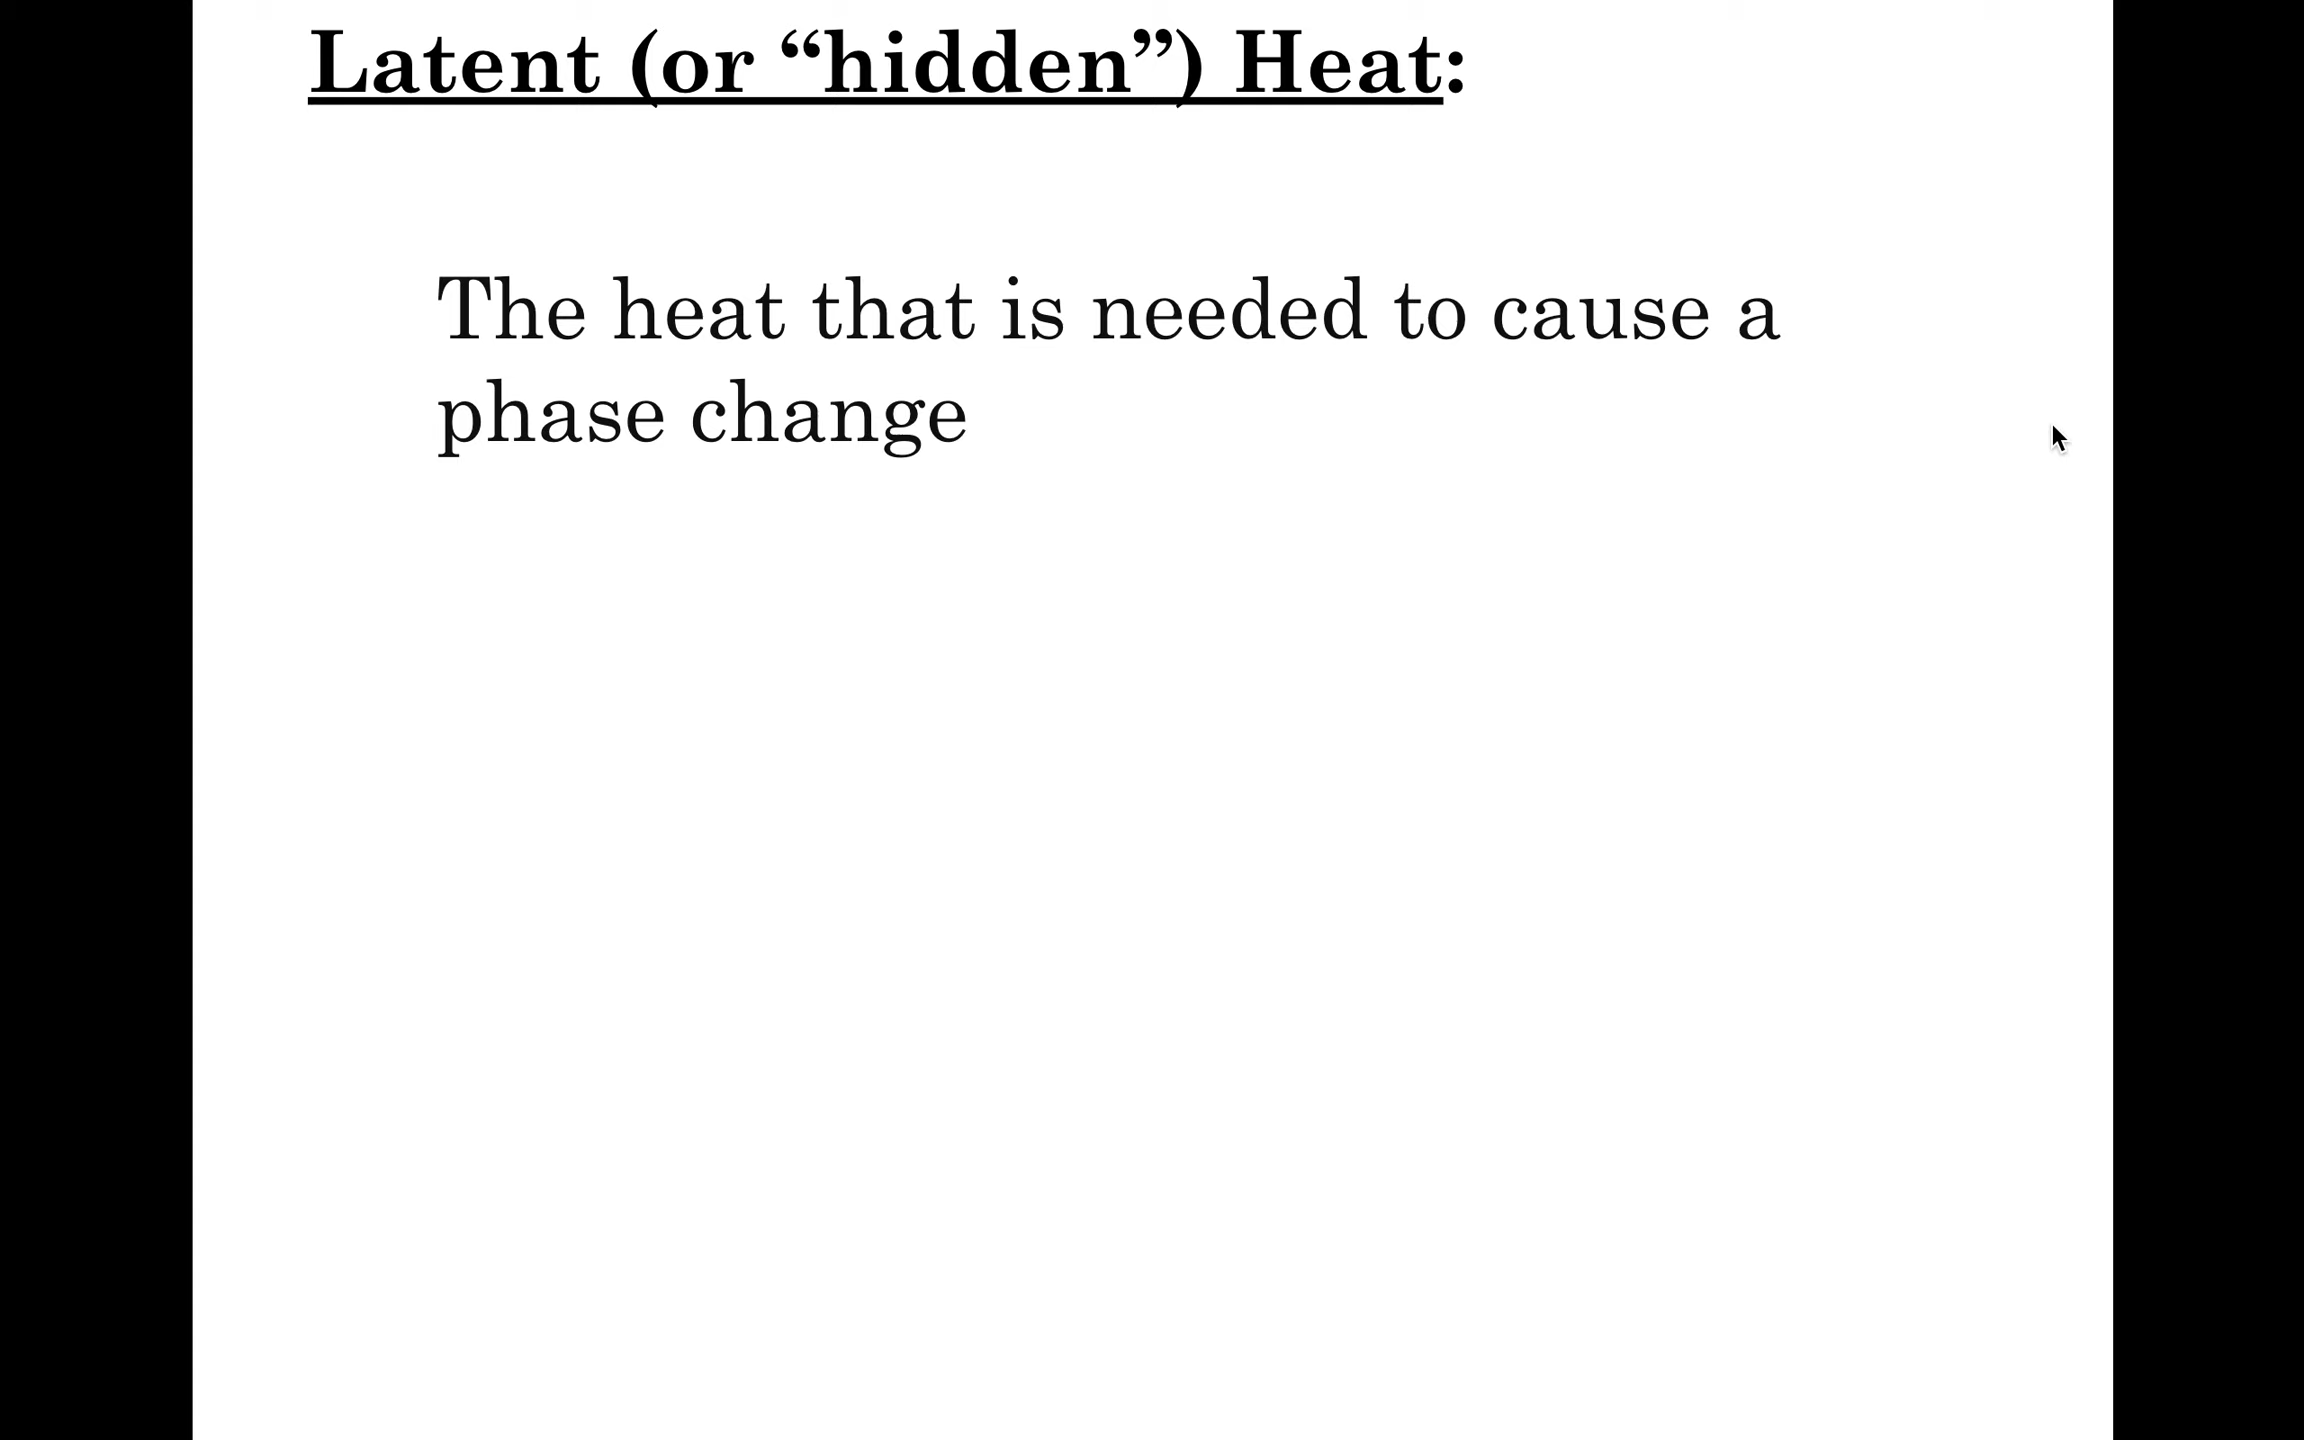 Latent (or “hidden”) Heat:
The heat that is needed to cause a
phase change